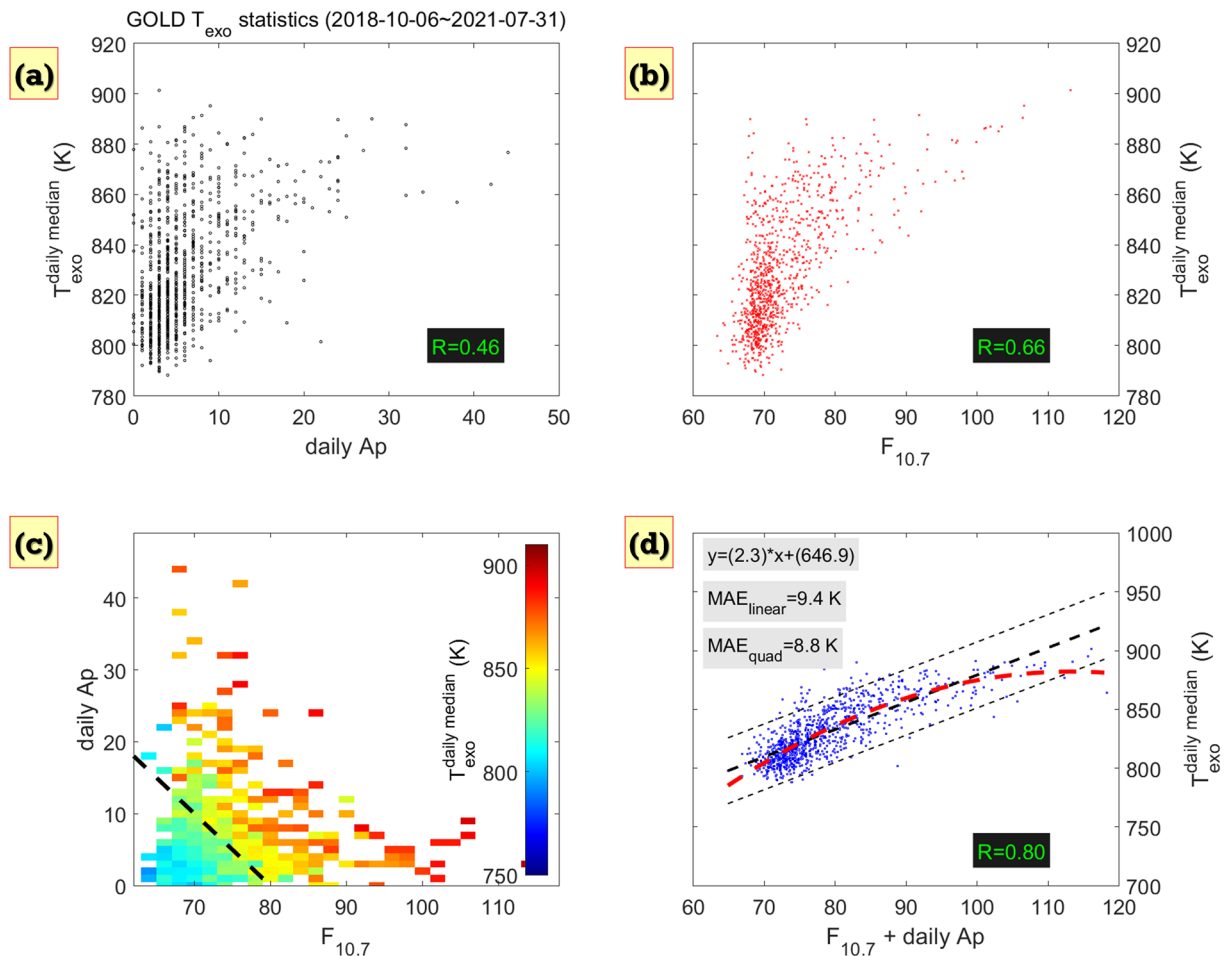 GOLD T_exo statistics (2018-10-06~2021-07-31)
(a)
920
900
880
860
840
820
800
780
T_exo^daily median (K)
R=0.46
0 10 20 30 40 50
daily Ap
(b)
920
900
880
860
840
820
800
780
T_exo^daily median (K)
R=0.66
60 70 80 90 100 110 120
F_10.7
(c)
40
30
20
10
0
daily Ap
900
850
800
750
T_exo^daily median (K)
70 80 90 100 110
F_10.7
(d)
y=(2.3)*x+(646.9)
MAE_linear=9.4 K
MAE_quad=8.8 K
1000
950
900
850
800
750
700
T_exo^daily median (K)
R=0.80
60 70 80 90 100 110 120
F_10.7 + daily Ap